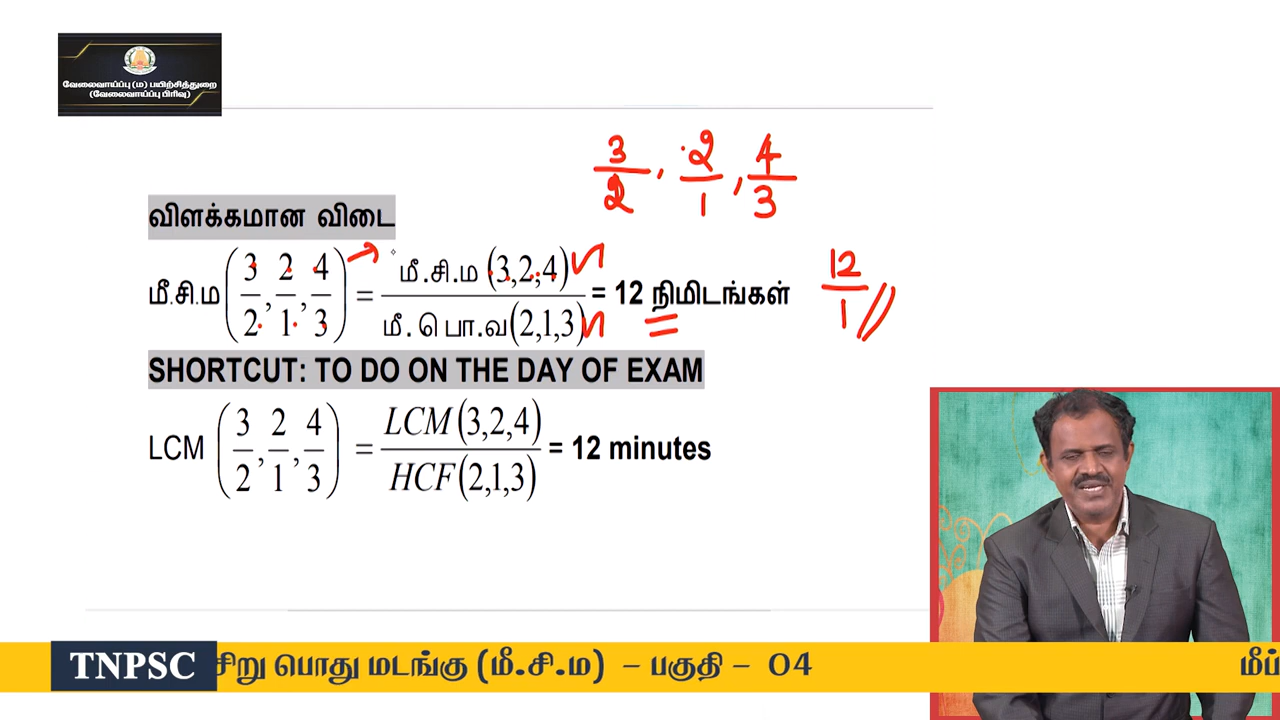 வேலைவாய்ப்பு (ம) பயிற்சித்துறை
(வேலைவாய்ப்பு பிரிவு)
3/2, 2/1, 4/3
விளக்கமான விடை
மீ.சி.ம (3/2, 2/1, 4/3) = மீ.சி.ம (3,2,4) / மீ.பொ.வ (2,1,3) = 12 நிமிடங்கள் 12/1
SHORTCUT: TO DO ON THE DAY OF EXAM
LCM (3/2, 2/1, 4/3) = LCM (3,2,4) / HCF (2,1,3) = 12 minutes
TNPSC சிறு பொது மடங்கு (மீ.சி.ம) – பகுதி – 04 மீப்